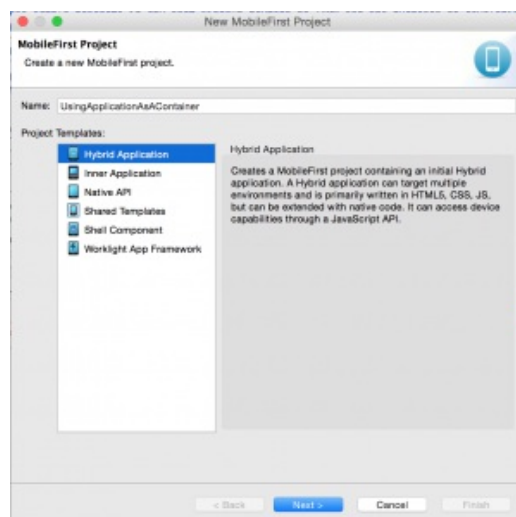 New MobileFirst Project
MobileFirst Project
Create a new MobileFirst project.
Name: UsingApplicationAsAContainer
Project Templates:
Hybrid Application
Inner Application
Native API
Shared Templates
Shell Component
Worklight App Framework
Hybrid Application
Creates a MobileFirst project containing an initial Hybrid
application. A Hybrid application can target multiple
environments and is primarily written in HTML5, CSS, JS,
but can be extended with native code. It can access device
capabilities through a JavaScript API.
< Back Next > Cancel Finish